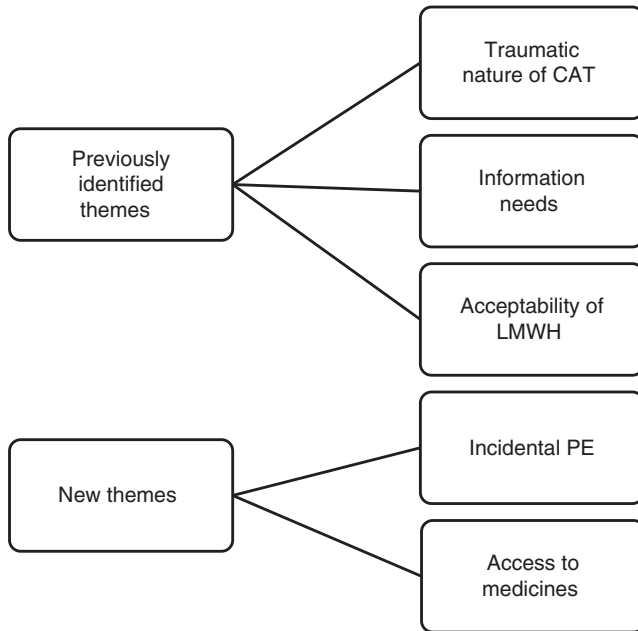 Previously
identified
themes
Traumatic
nature of CAT
Information
needs
Acceptability of
LMWH
New themes
Incidental PE
Access to
medicines